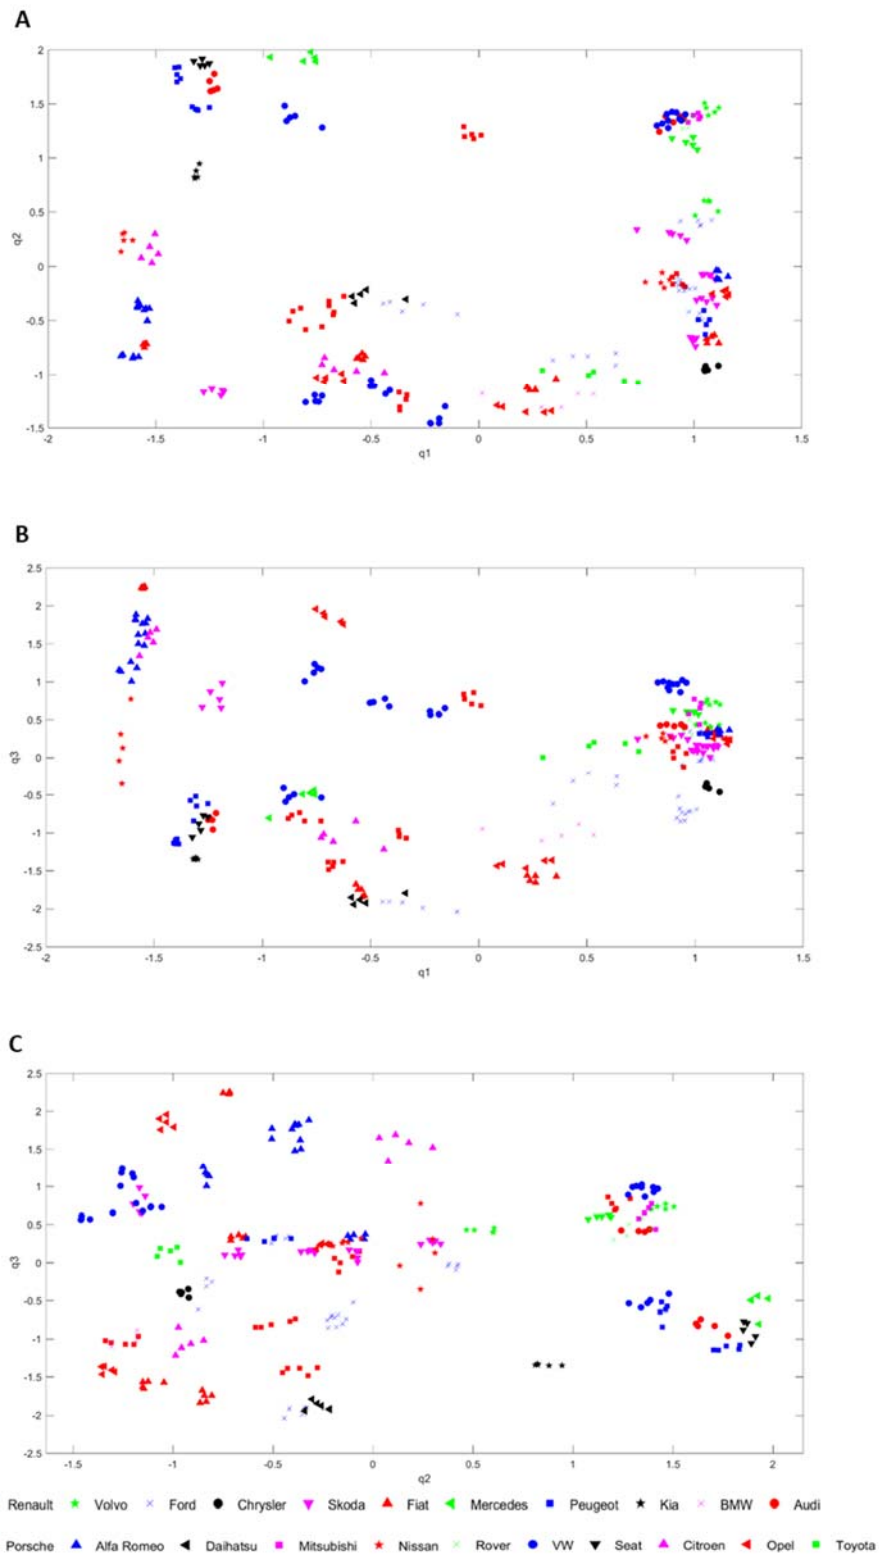 A
2
1.5
1
0.5
0
-0.5
-1
-1.5
q2
-2 -1.5 -1 -0.5 0 0.5 1 1.5
q1
B
2.5
2
1.5
1
0.5
0
-0.5
-1
-1.5
-2
-2.5
q3
-2 -1.5 -1 -0.5 0 0.5 1 1.5
q1
C
2.5
2
1.5
1
0.5
0
-0.5
-1
-1.5
-2
-2.5
q3
-1.5 -1 -0.5 0 0.5 1 1.5 2
q2
Renault Volvo Ford Chrysler Skoda Fiat Mercedes Peugeot Kia BMW Audi
Porsche Alfa Romeo Daihatsu Mitsubishi Nissan Rover VW Seat Citroen Opel Toyota